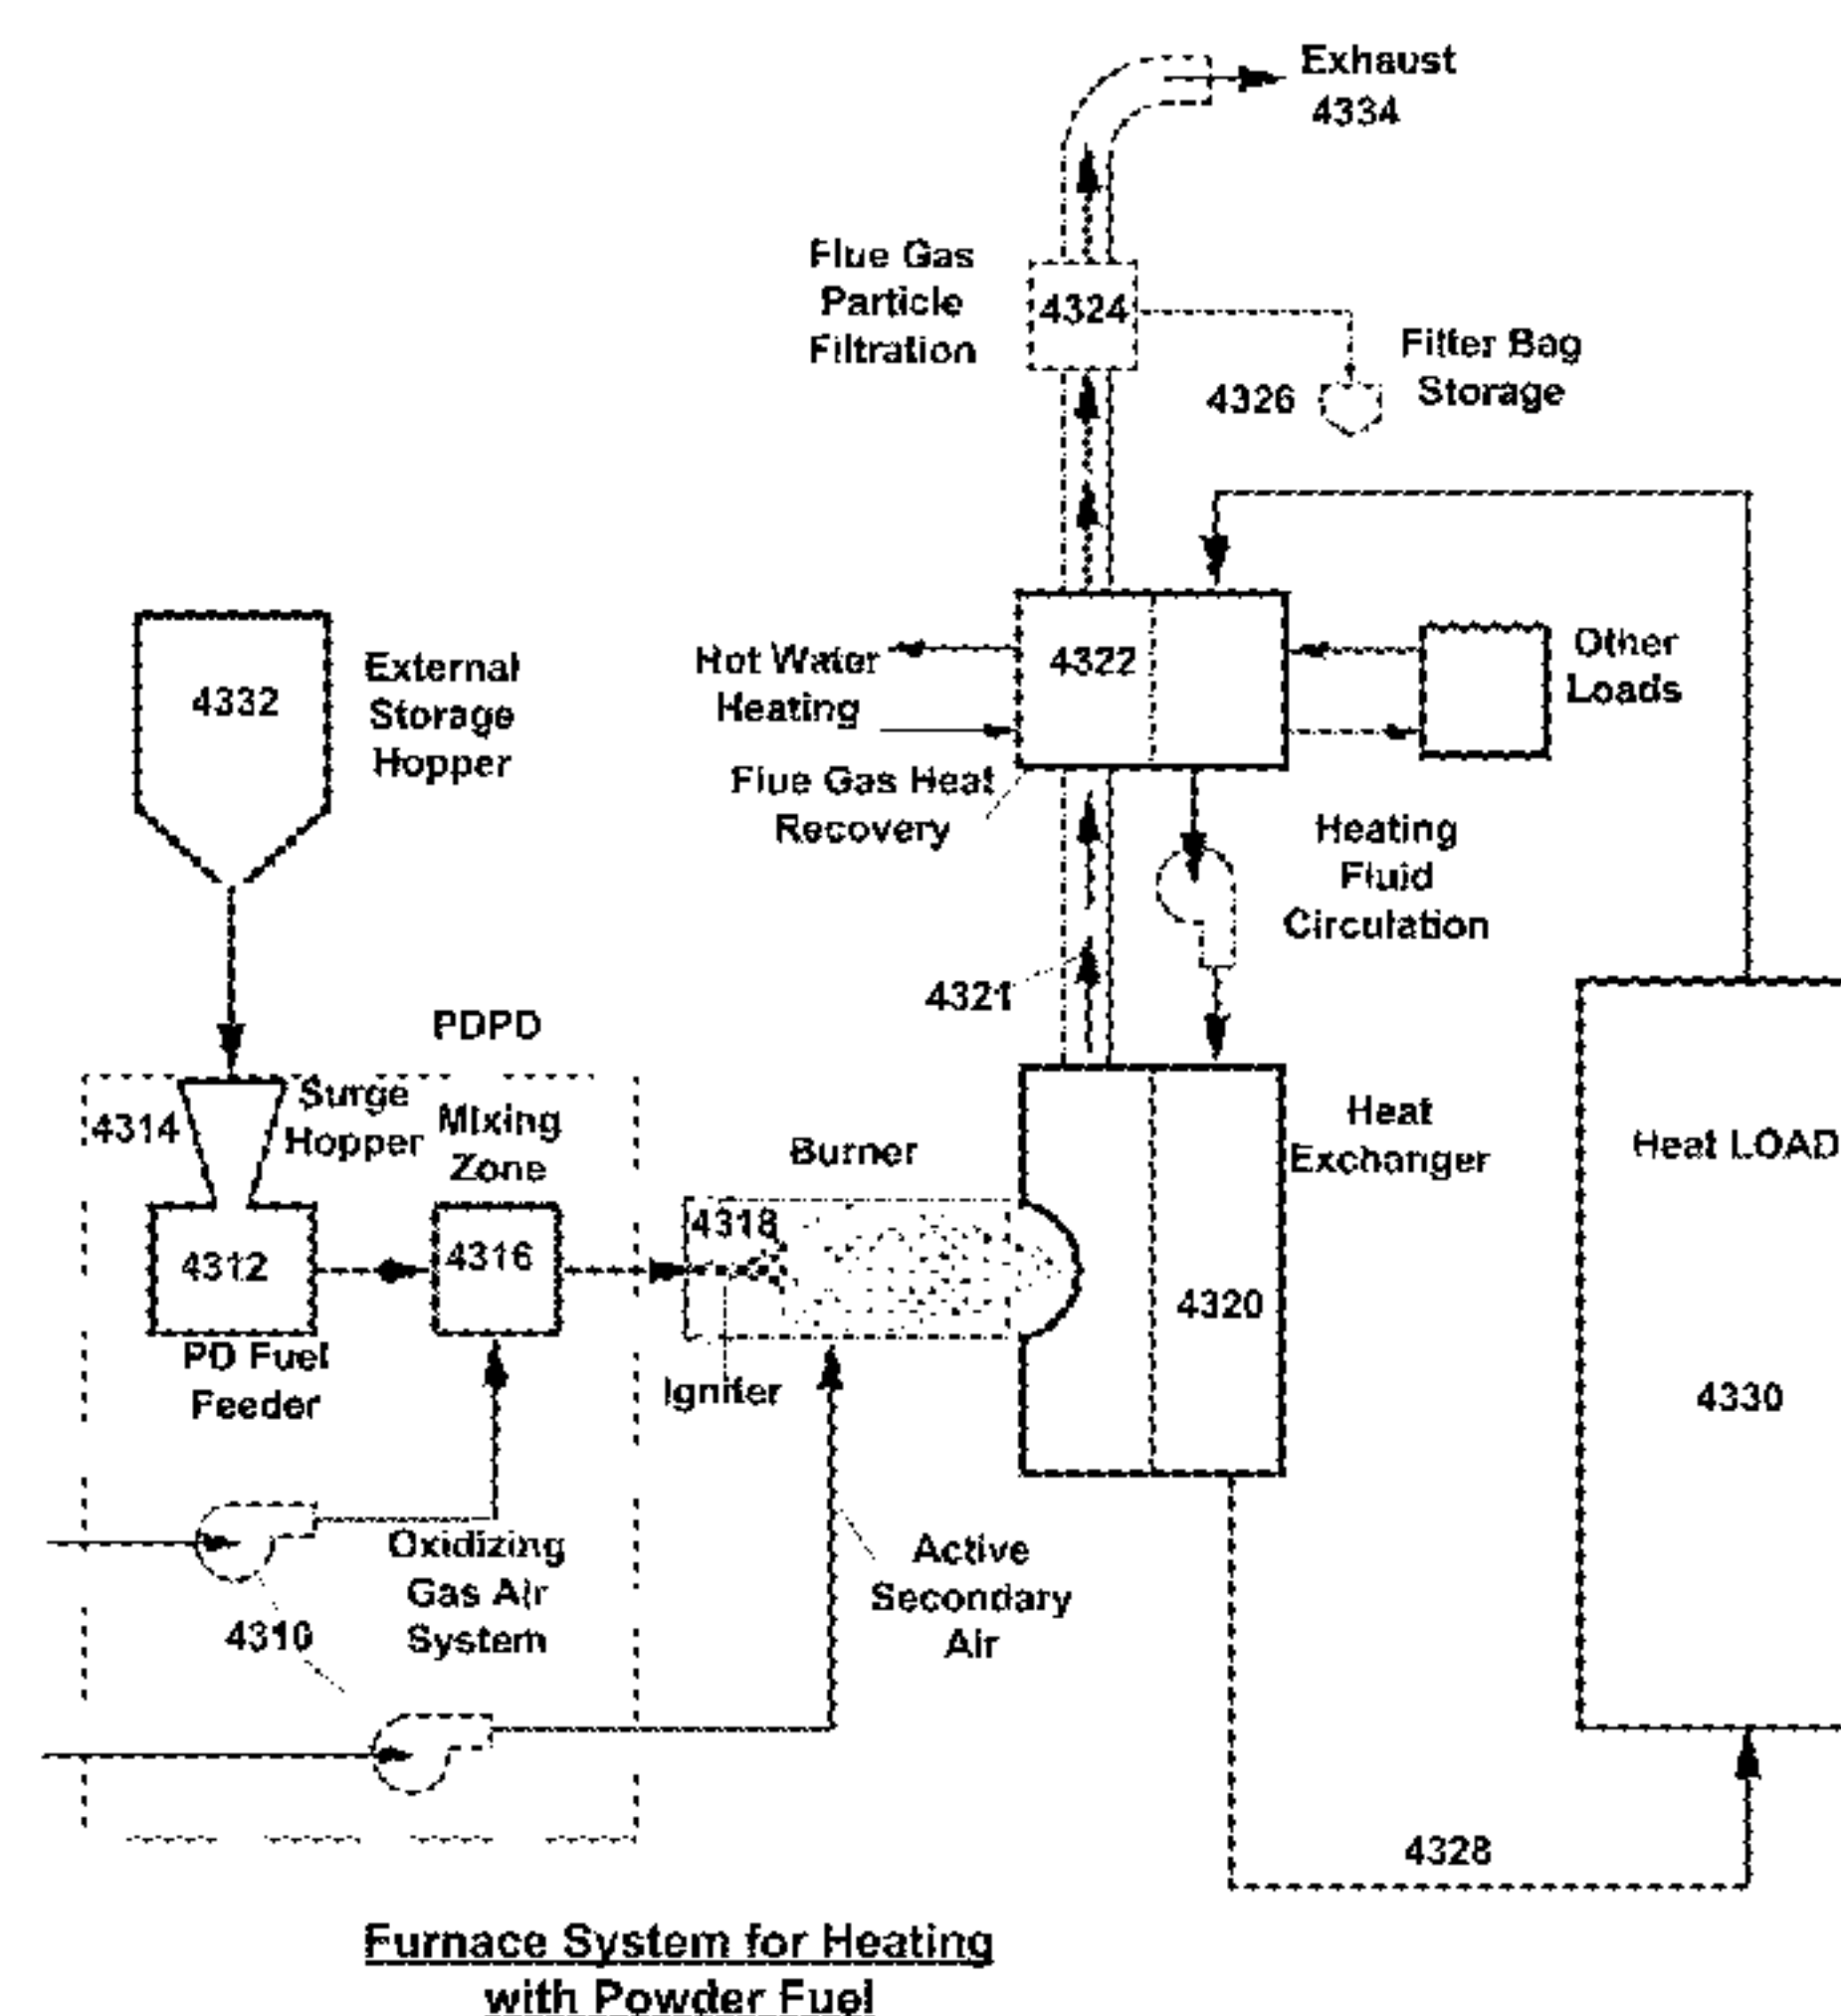 Exhaust
4334
Flue Gas
Particle
Filtration
4324
Filter Bag
Storage
4326
4332
External
Storage
Hopper
Hot Water
Heating
4322
Other
Loads
Flue Gas Heat
Recovery
Heating
Fluid
Circulation
4321
PDPD
4314
Surge
Hopper
Mixing
Zone
Burner
Heat
Exchanger
Heat LOAD
4312
4316
4318
4320
PD Fuel
Feeder
Igniter
4330
Oxidizing
Gas Air
System
4310
Active
Secondary
Air
4328
Furnace System for Heating
with Powder Fuel